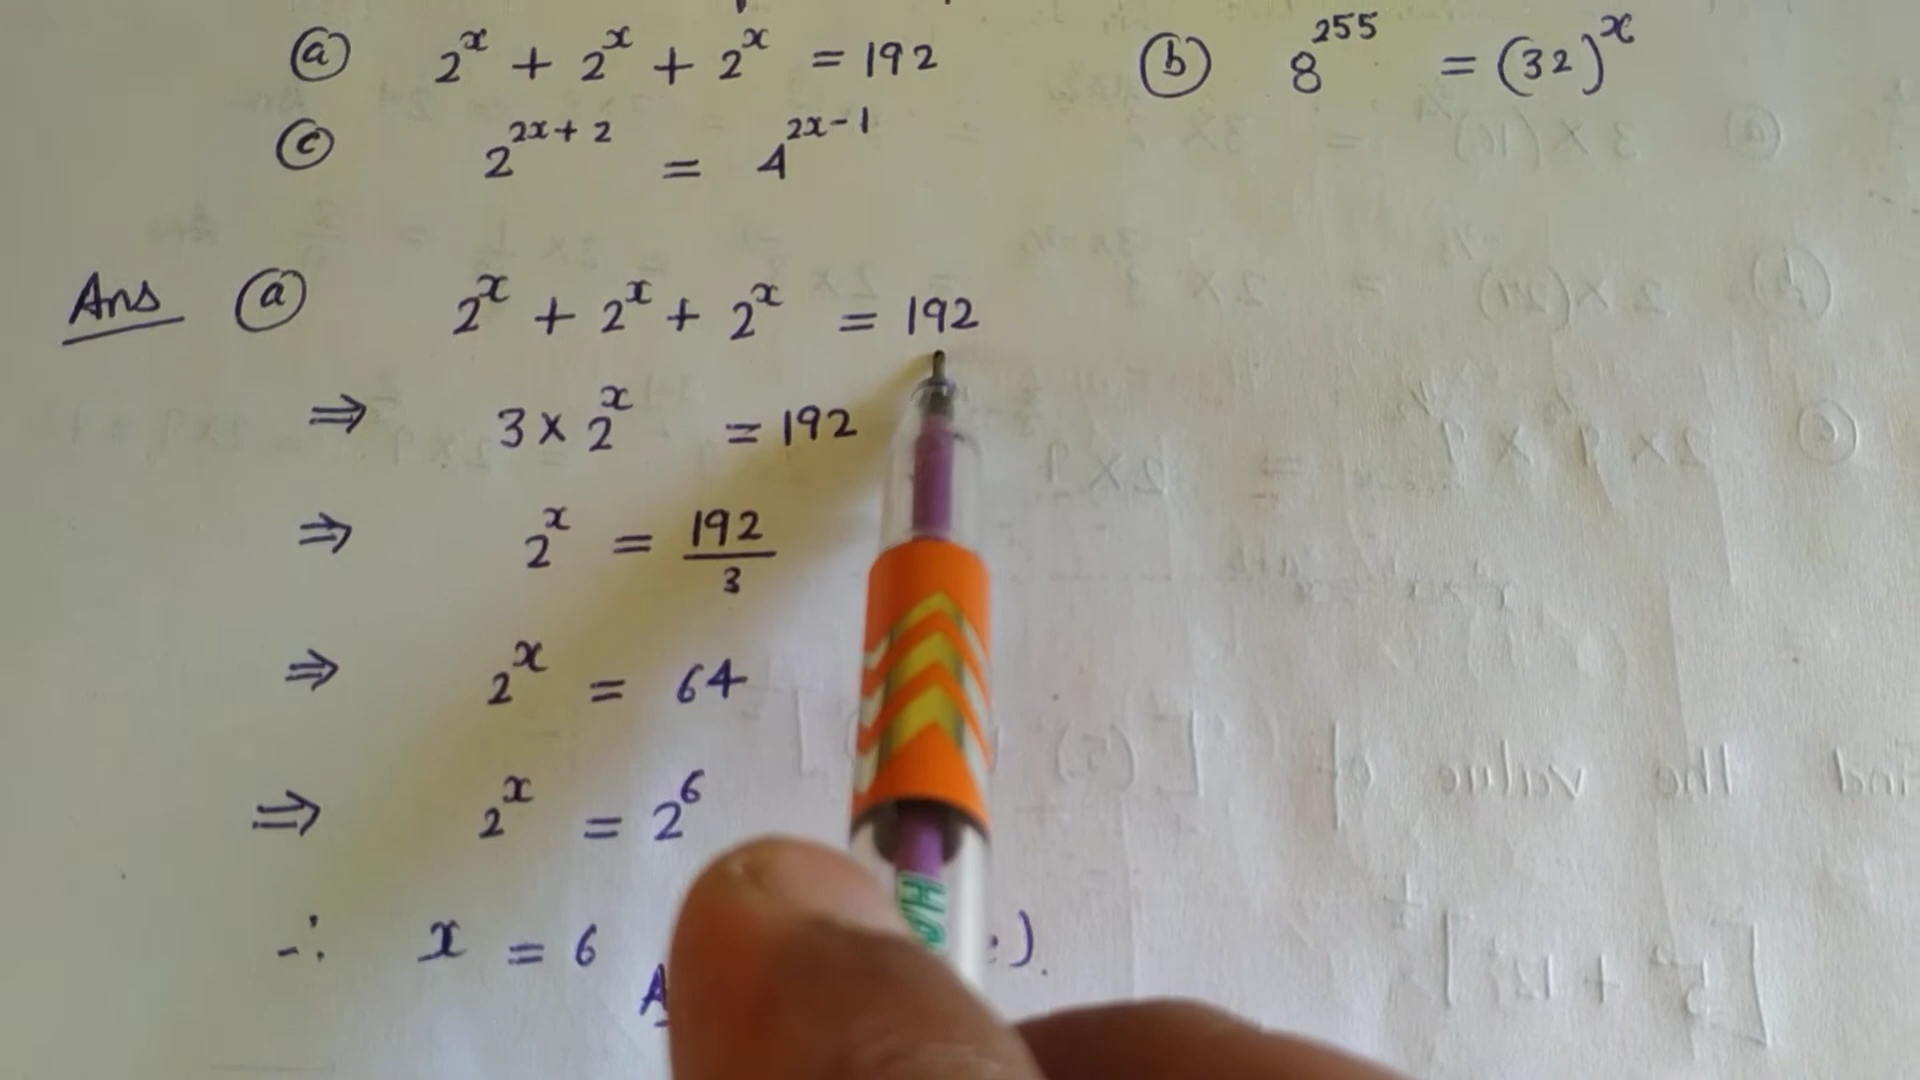 ⓐ 2^x + 2^x + 2^x = 192 ⓑ 8^255 = (32)^x
ⓒ 2^(2x+2) = 4^(2x-1)
Ans ⓐ 2^x + 2^x + 2^x = 192
⇒ 3 × 2^x = 192
⇒ 2^x = 192/3
⇒ 2^x = 64
⇒ 2^x = 2^6
∴ x = 6